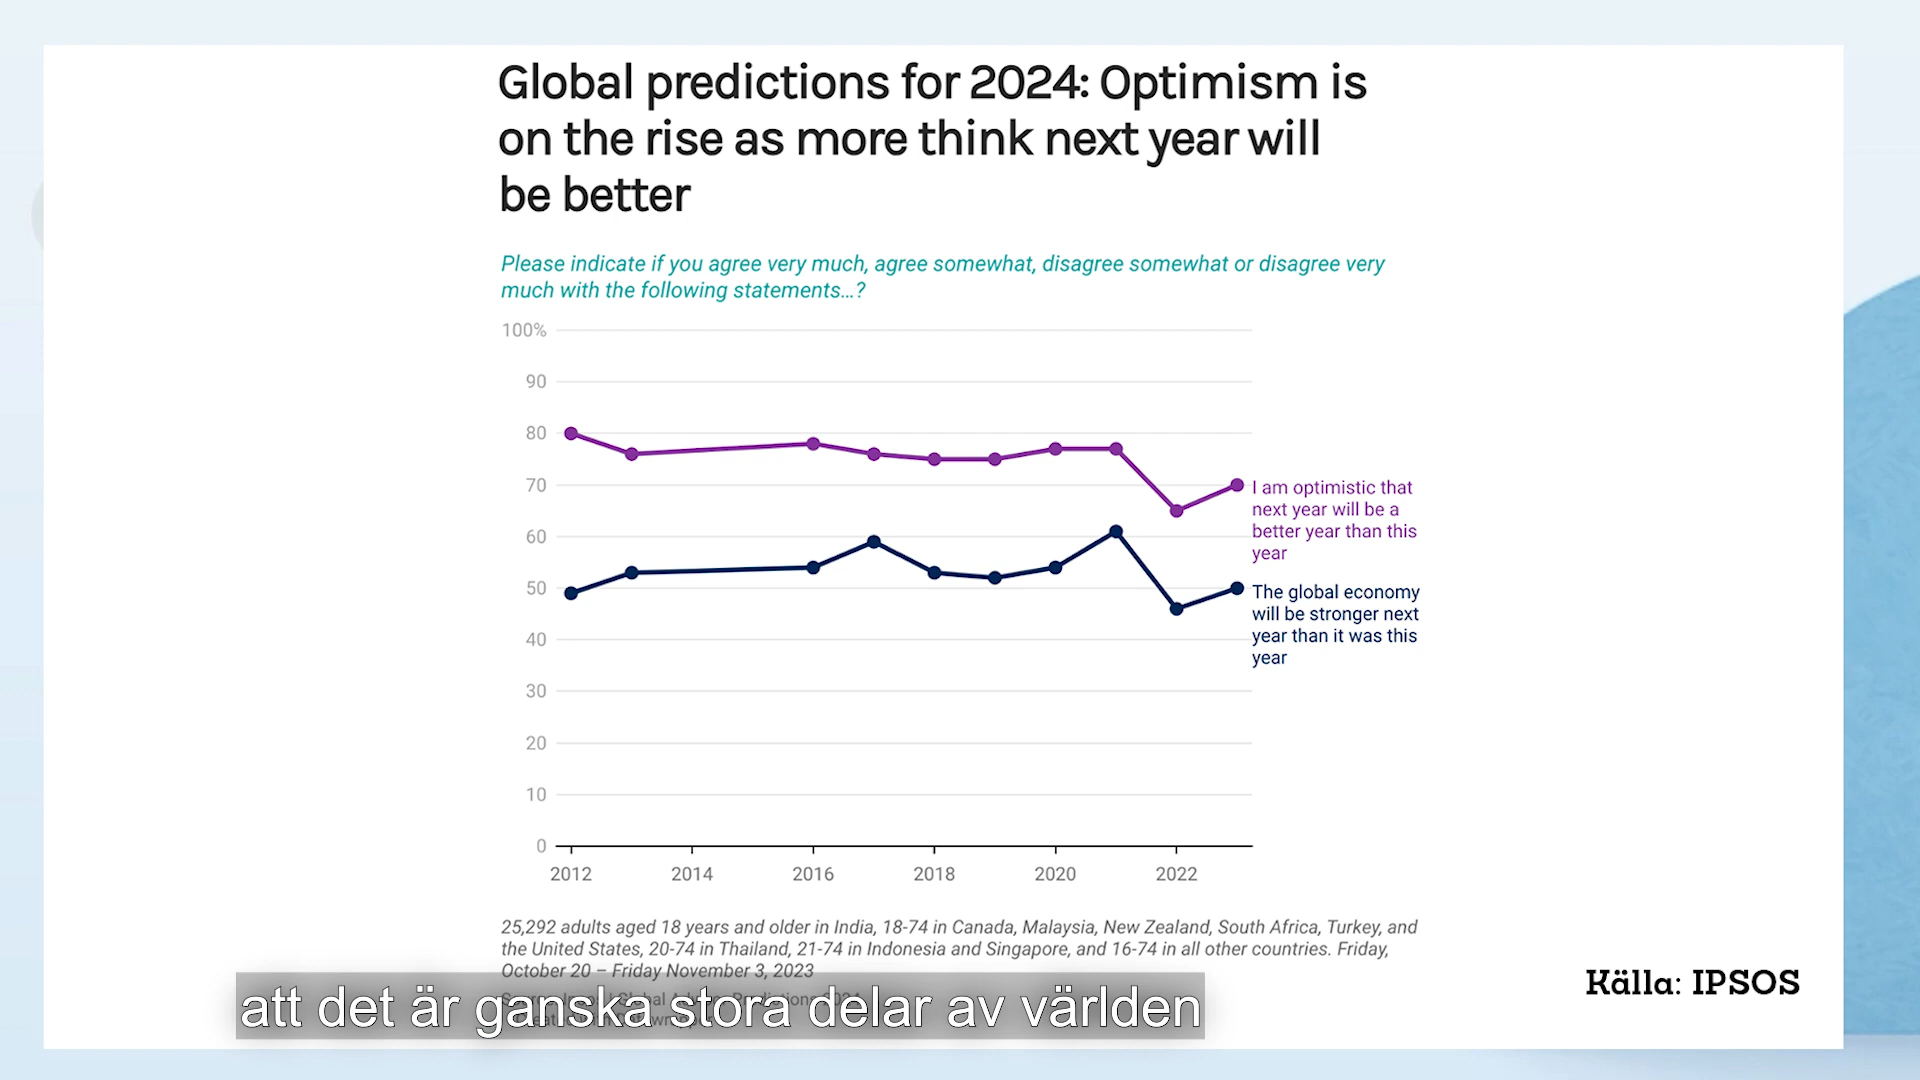 Global predictions for 2024: Optimism is
on the rise as more think next year will
be better
Please indicate if you agree very much, agree somewhat, disagree somewhat or disagree very
much with the following statements...?
100%
90
80
70
60
50
40
30
20
10
0
I am optimistic that
next year will be a
better year than this
year
The global economy
will be stronger next
year than it was this
year
2012
2014
2016
2018
2020
2022
25,292 adults aged 18 years and older in India, 18-74 in Canada, Malaysia, New Zealand, South Africa, Turkey, and
the United States, 20-74 in Thailand, 21-74 in Indonesia and Singapore, and 16-74 in all other countries. Friday,
October 20 – Friday November 3, 2023
att det är ganska stora delar av världen
Källa: IPSOS